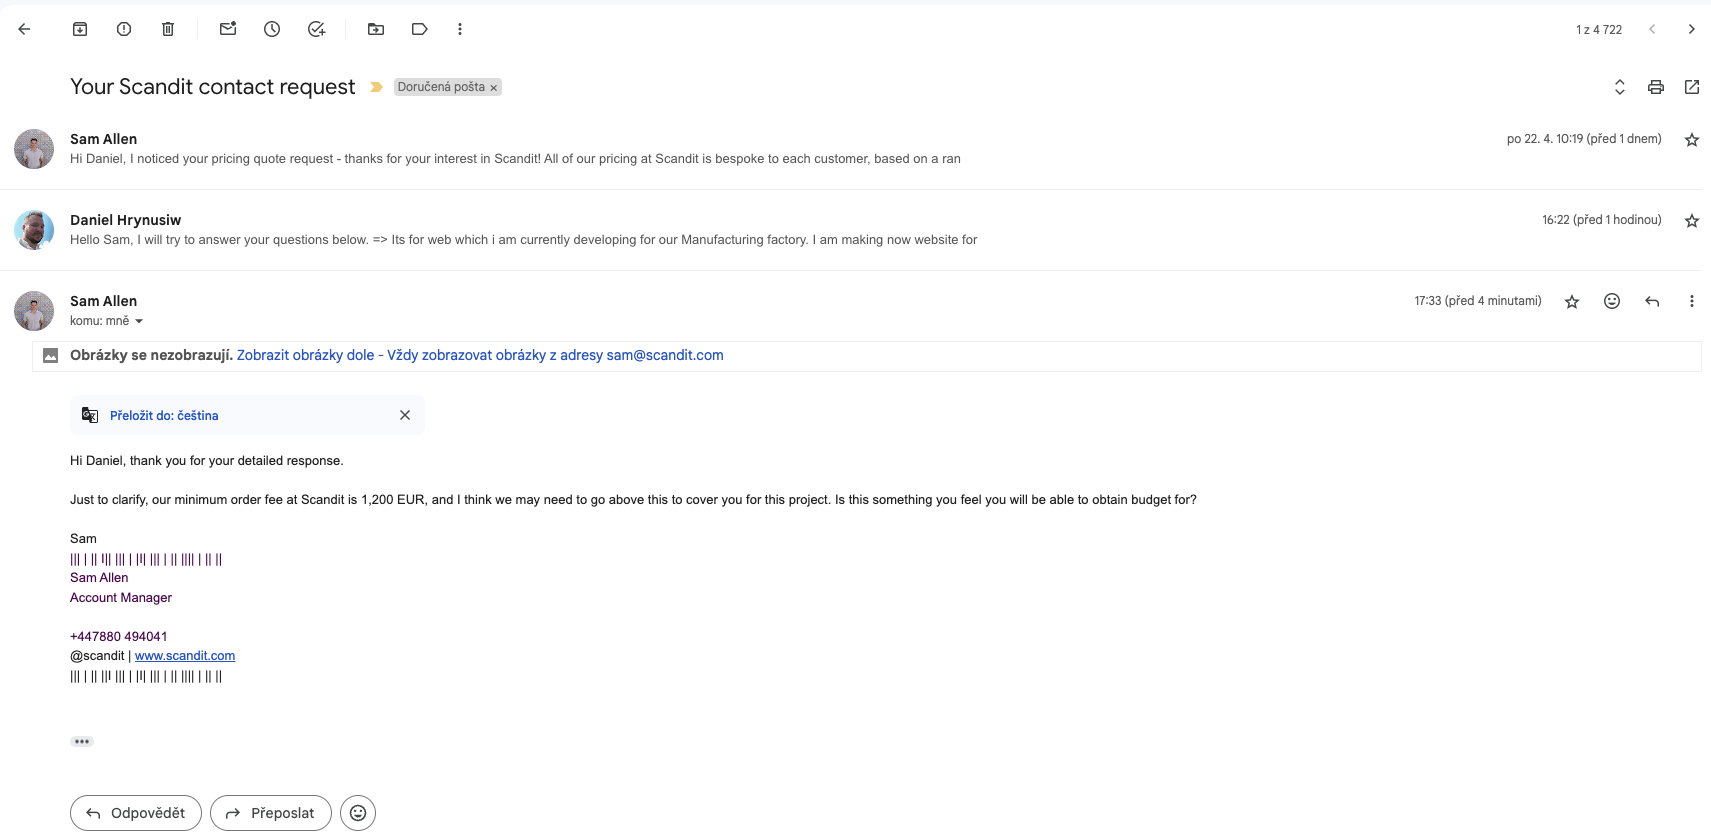 1 z 4 722
Your Scandit contact request
Doručená pošta ×
Sam Allen
po 22. 4. 10:19 (před 1 dnem)
Hi Daniel, I noticed your pricing quote request - thanks for your interest in Scandit! All of our pricing at Scandit is bespoke to each customer, based on a ran
Daniel Hrynusiw
16:22 (před 1 hodinou)
Hello Sam, I will try to answer your questions below. => Its for web which i am currently developing for our Manufacturing factory. I am making now website for
Sam Allen
17:33 (před 4 minutami)
komu: mně
Obrázky se nezobrazují. Zobrazit obrázky dole - Vždy zobrazovat obrázky z adresy sam@scandit.com
Přeložit do: čeština
Hi Daniel, thank you for your detailed response.
Just to clarify, our minimum order fee at Scandit is 1,200 EUR, and I think we may need to go above this to cover you for this project. Is this something you feel you will be able to obtain budget for?
Sam
||| | || ||| ||| | ||| ||| | || |||| | || ||
Sam Allen
Account Manager
+447880 494041
@scandit | www.scandit.com
||| | || ||| ||| | ||| ||| | || |||| | || ||
•••
Odpovědět
Přeposlat